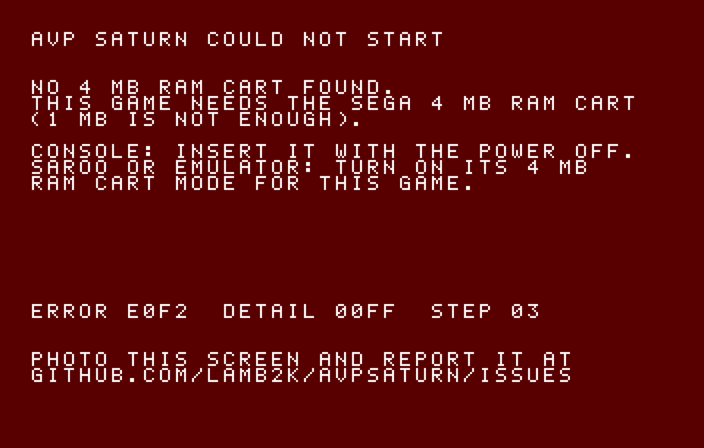 AVP SATURN COULD NOT START
NO 4 MB RAM CART FOUND.
THIS GAME NEEDS THE SEGA 4 MB RAM CART
(1 MB IS NOT ENOUGH).
CONSOLE: INSERT IT WITH THE POWER OFF.
SAROO OR EMULATOR: TURN ON ITS 4 MB
RAM CART MODE FOR THIS GAME.
ERROR E0F2  DETAIL 00FF  STEP 03
PHOTO THIS SCREEN AND REPORT IT AT
GITHUB.COM/LAMB2K/AVPSATURN/ISSUES